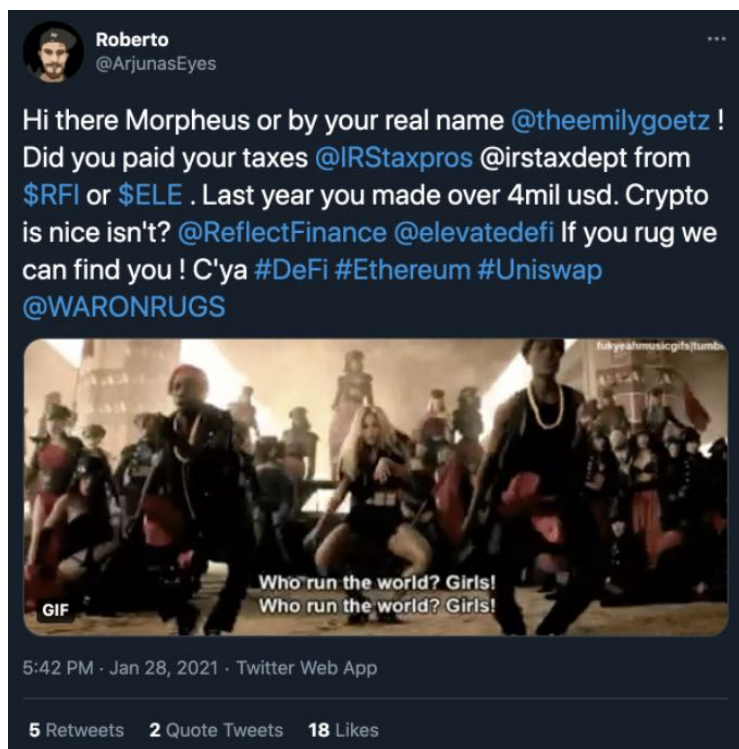 Roberto
@ArjunasEyes
Hi there Morpheus or by your real name @theemilygoetz !
Did you paid your taxes @IRStaxpros @irstaxdept from
$RFI or $ELE . Last year you made over 4mil usd. Crypto
is nice isn't? @ReflectFinance @elevatedefi If you rug we
can find you ! C'ya #DeFi #Ethereum #Uniswap
@WARONRUGS
fukyeahmusicgifs|tumbl
Who run the world? Girls!
Who run the world? Girls!
GIF
5:42 PM · Jan 28, 2021 · Twitter Web App
5 Retweets 2 Quote Tweets 18 Likes